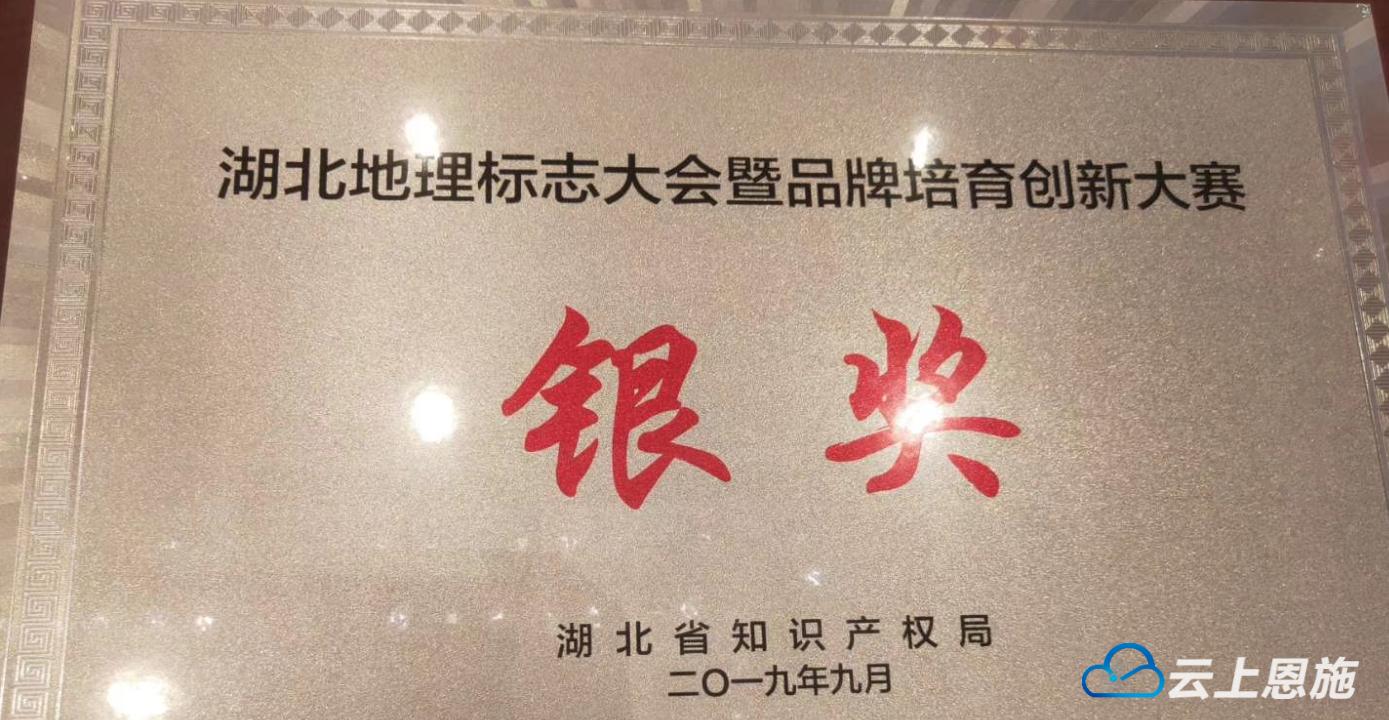 湖北地理标志大会暨品牌培育创新大赛
银奖
湖北省知识产权局
二〇一九年九月
云上恩施